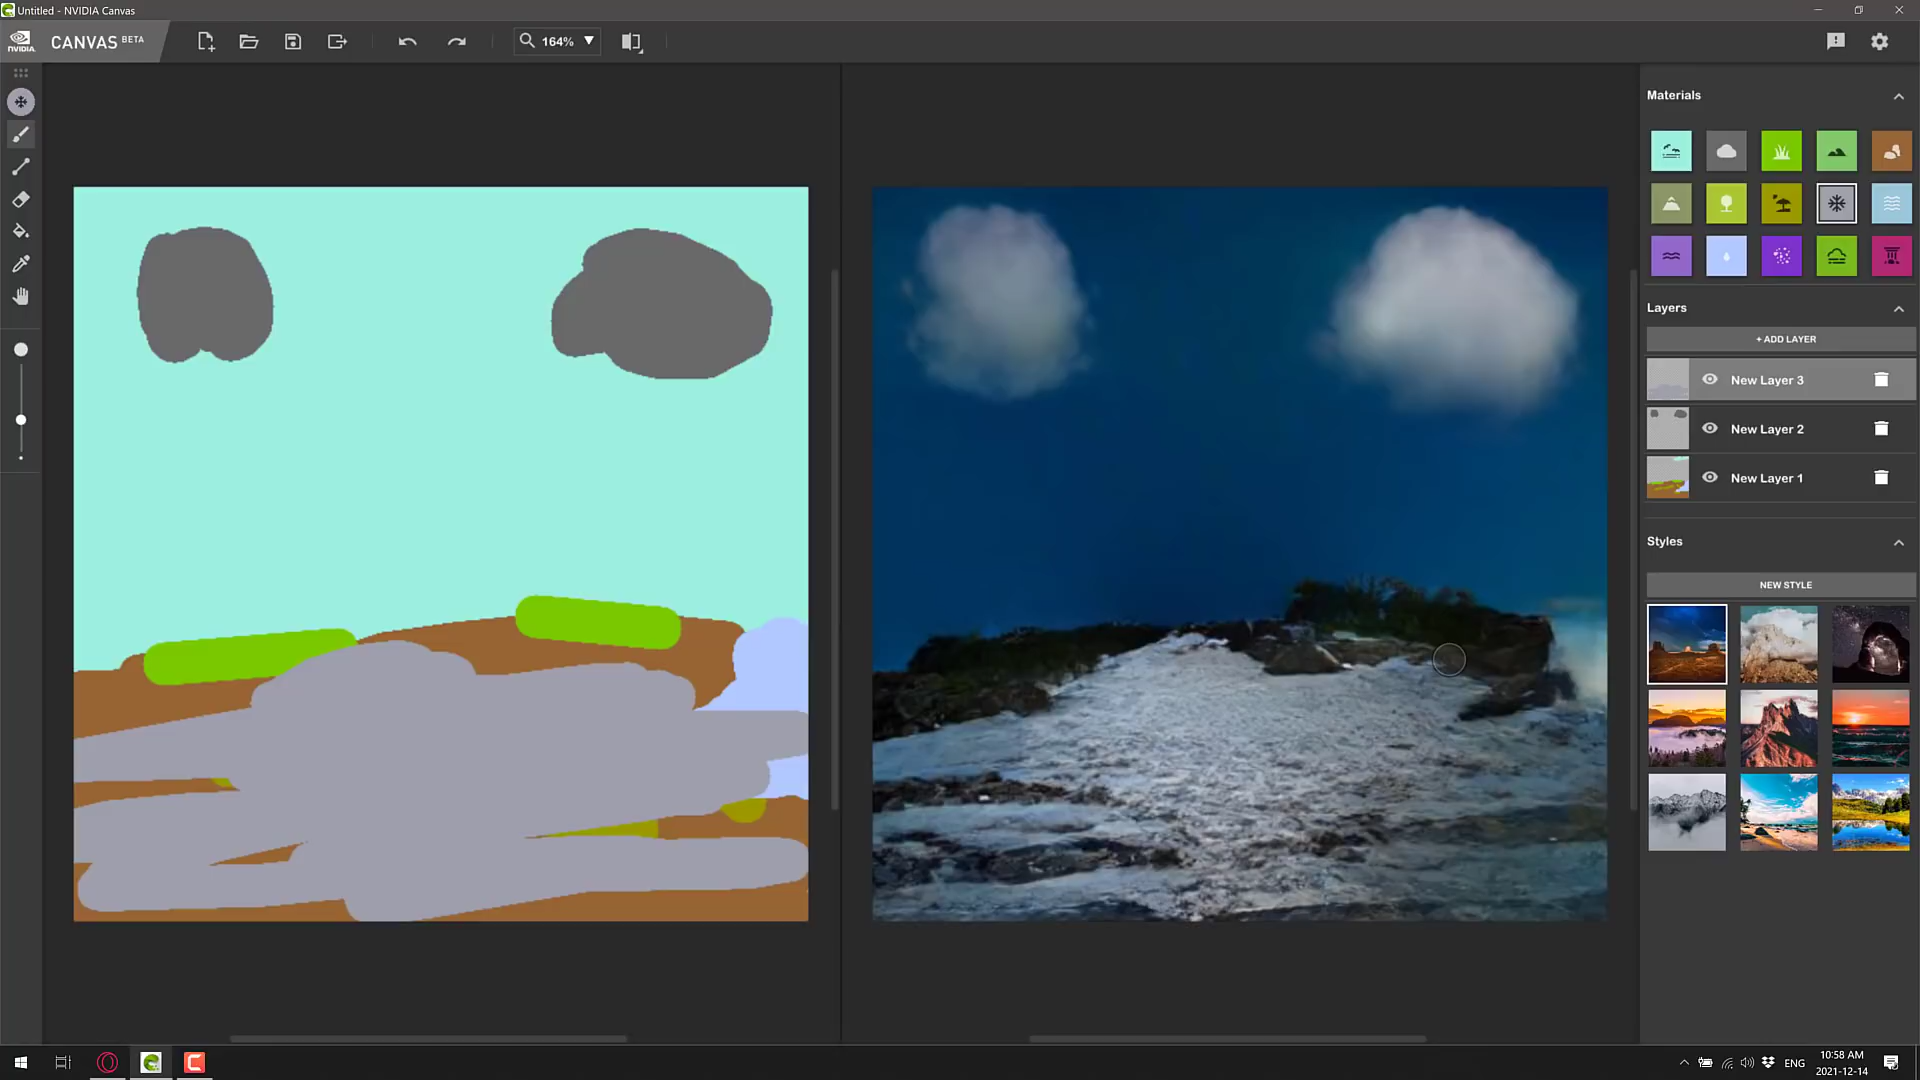 Untitled - NVIDIA Canvas
NVIDIA
CANVAS BETA
164%
Materials
Layers
+ ADD LAYER
New Layer 3
New Layer 2
New Layer 1
Styles
NEW STYLE
ENG
10:58 AM
2021-12-14